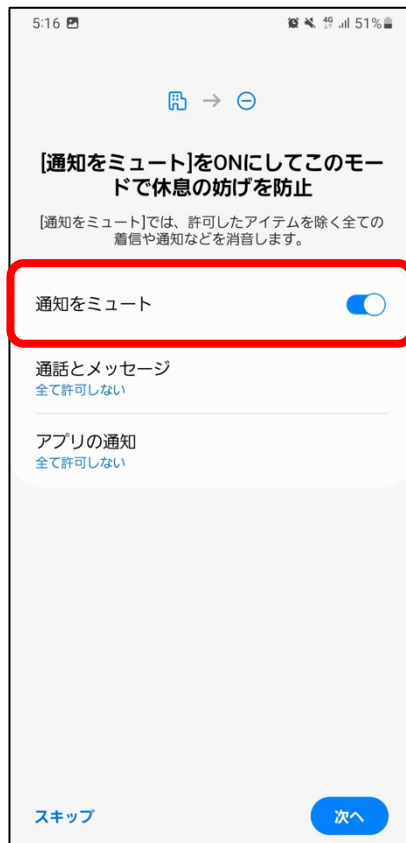 5:16
4G 51%
[通知をミュート]をONにしてこのモー
ドで休息の妨げを防止
[通知をミュート]では、許可したアイテムを除く全ての
着信や通知などを消音します。
通知をミュート
通話とメッセージ
全て許可しない
アプリの通知
全て許可しない
スキップ
次へ